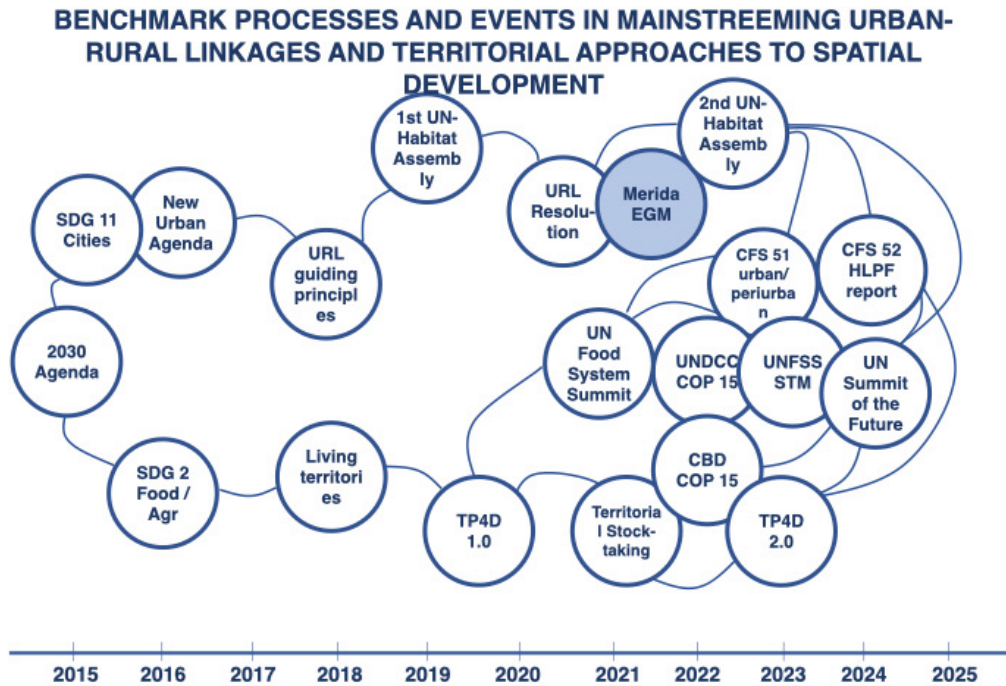 BENCHMARK PROCESSES AND EVENTS IN MAINSTREEMING URBAN-
RURAL LINKAGES AND TERRITORIAL APPROACHES TO SPATIAL
DEVELOPMENT
1st UN-
Habitat
Assemb
ly
2nd UN-
Habitat
Assemb
ly
SDG 11
Cities
New
Urban
Agenda
URL
guiding
principl
es
URL
Resolu-
tion
Merida
EGM
CFS 51
urban/
periurba
n
CFS 52
HLPF
report
2030
Agenda
UN
Food
System
Summit
UNDCC
COP 15
UNFSS
STM
UN
Summit
of the
Future
SDG 2
Food /
Agr
Living
territori
es
TP4D
1.0
Territoria
l Stock-
taking
CBD
COP 15
TP4D
2.0
2015 2016 2017 2018 2019 2020 2021 2022 2023 2024 2025